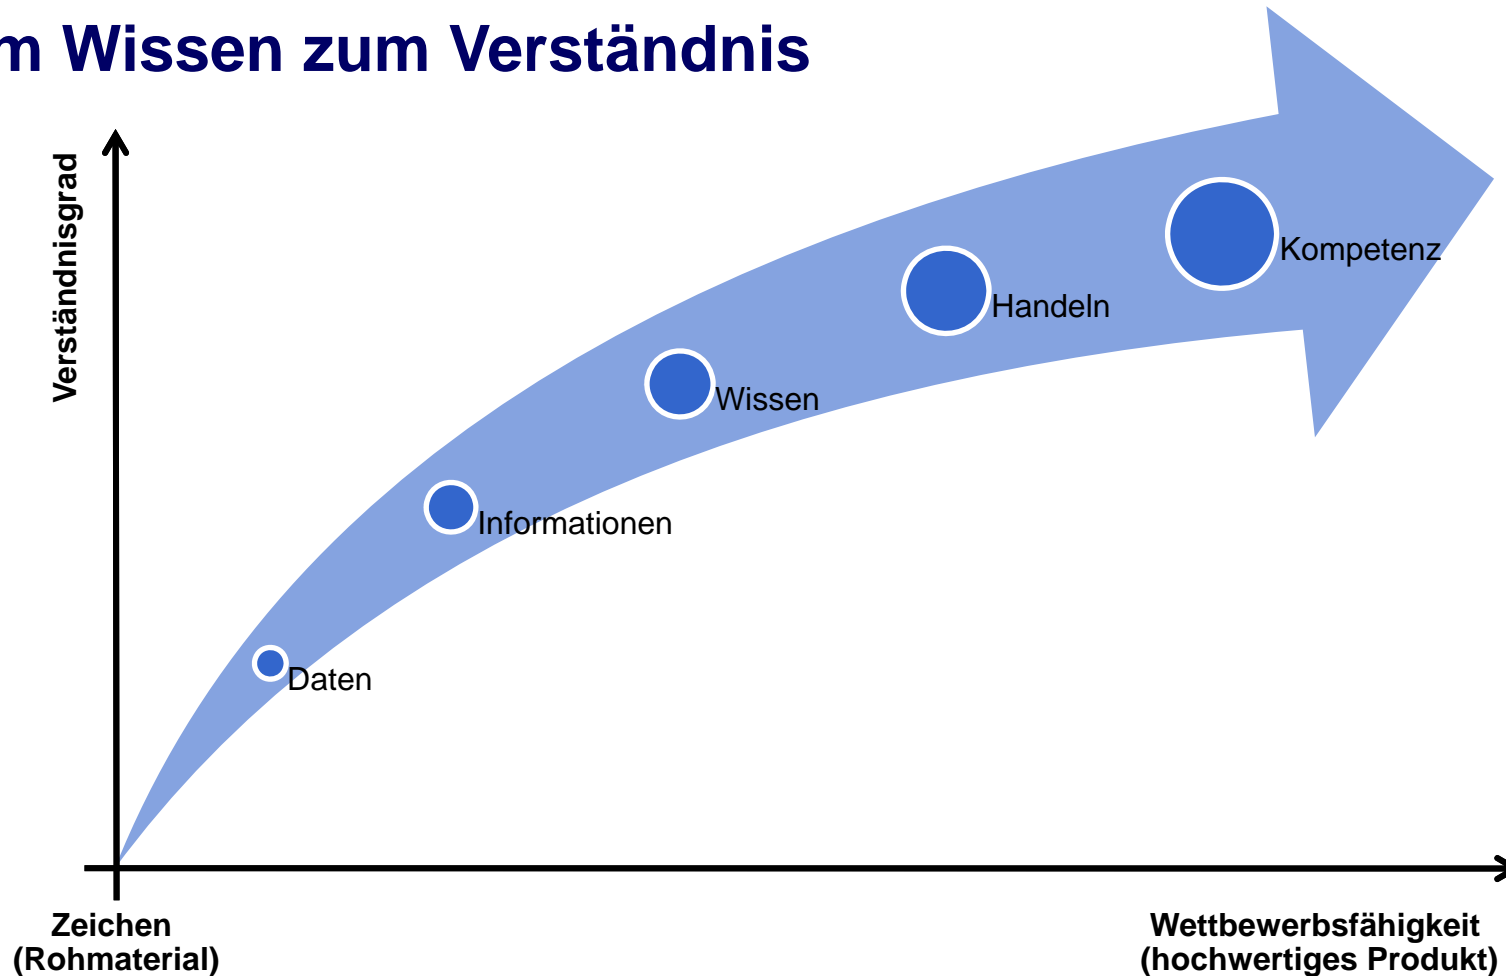 m Wissen zum Verständnis
Verständnisgrad
Kompetenz
Handeln
Wissen
Informationen
Daten
Zeichen
(Rohmaterial)
Wettbewerbsfähigkeit
(hochwertiges Produkt)